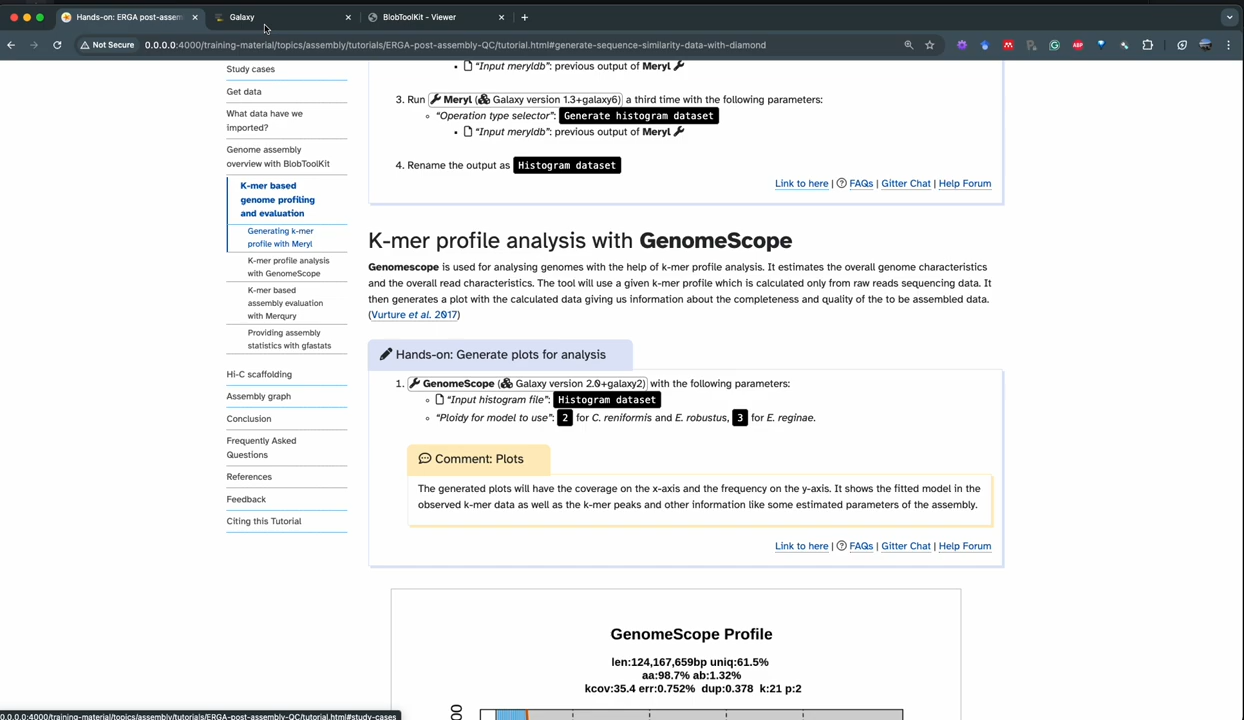 Hands-on: ERGA post-assem
Galaxy
BlobToolKit - Viewer
Not Secure
0.0.0.0:4000/training-material/topics/assembly/tutorials/ERGA-post-assembly-QC/tutorial.html#generate-sequence-similarity-data-with-diamond
Study cases
Get data
What data have we
imported?
Genome assembly
overview with BlobToolKit
K-mer based
genome profiling
and evaluation
Generating k-mer
profile with Meryl
K-mer profile analysis
with GenomeScope
K-mer based
assembly evaluation
with Merqury
Providing assembly
statistics with gfastats
Hi-C scaffolding
Assembly graph
Conclusion
Frequently Asked
Questions
References
Feedback
Citing this Tutorial
"Input meryldb": previous output of Meryl
3. Run Meryl ( Galaxy version 1.3+galaxy6) a third time with the following parameters:
"Operation type selector": Generate histogram dataset
"Input meryldb": previous output of Meryl
4. Rename the output as Histogram dataset
Link to here | FAQs | Gitter Chat | Help Forum
K-mer profile analysis with GenomeScope
Genomescope is used for analysing genomes with the help of k-mer profile analysis. It estimates the overall genome characteristics
and the overall read characteristics. The tool will use a given k-mer profile which is calculated only from raw reads sequencing data. It
then generates a plot with the calculated data giving us information about the completeness and quality of the to be assembled data.
(Vurture et al. 2017)
Hands-on: Generate plots for analysis
1. GenomeScope ( Galaxy version 2.0+galaxy2) with the following parameters:
"Input histogram file": Histogram dataset
"Ploidy for model to use": 2 for C. reniformis and E. robustus, 3 for E. reginae.
Comment: Plots
The generated plots will have the coverage on the x-axis and the frequency on the y-axis. It shows the fitted model in the
observed k-mer data as well as the k-mer peaks and other information like some estimated parameters of the assembly.
Link to here | FAQs | Gitter Chat | Help Forum
GenomeScope Profile
len:124,167,659bp uniq:61.5%
aa:98.7% ab:1.32%
kcov:35.4 err:0.752% dup:0.378 k:21 p:2
0.0.0.0:4000/training-material/topics/assembly/tutorials/ERGA-post-assembly-QC/tutorial.html#study-cases